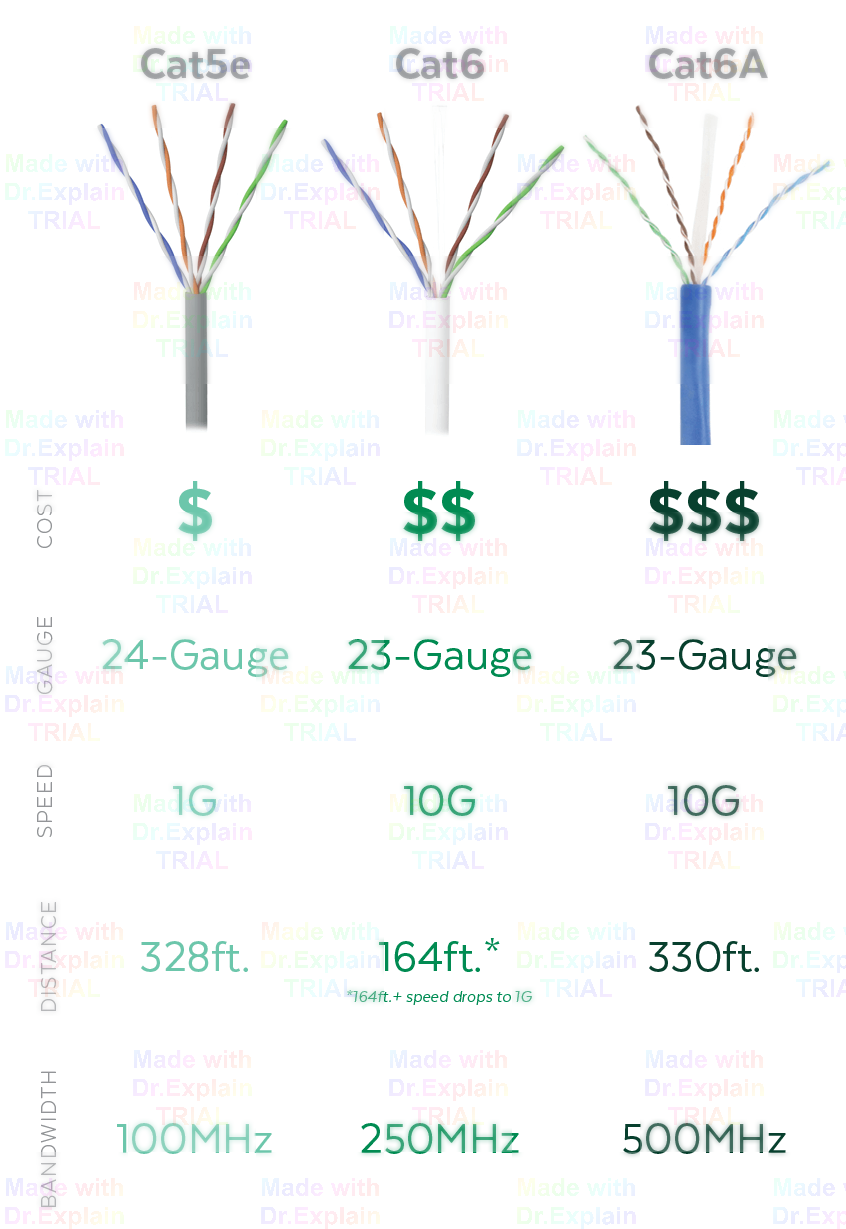 Cat5e Cat6 Cat6A
COST $ $$ $$$
GAUGE 24-Gauge 23-Gauge 23-Gauge
SPEED 1G 10G 10G
DISTANCE 328ft. 164ft.* 330ft.
*164ft.+ speed drops to 1G
BANDWIDTH 100MHz 250MHz 500MHz
Made with
Dr.Explain
TRIAL